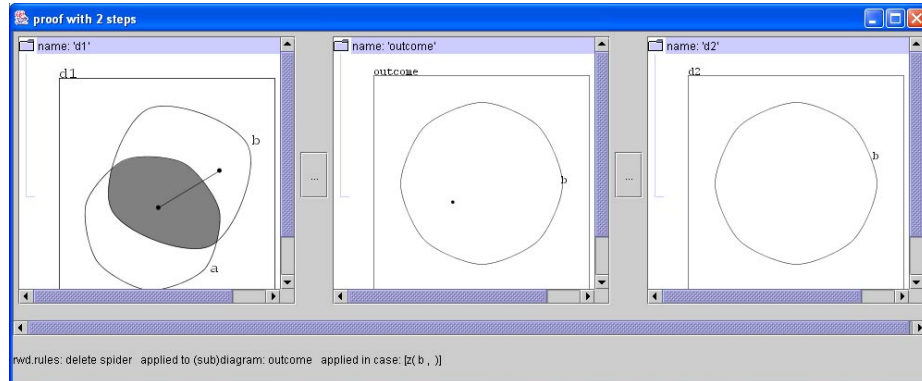 proof with 2 steps
name: 'd1'
d1
b
a
...
name: 'outcome'
outcome
b
...
name: 'd2'
d2
b
rwd.rules: delete spider applied to (sub)diagram: outcome applied in case: [z( b , )]